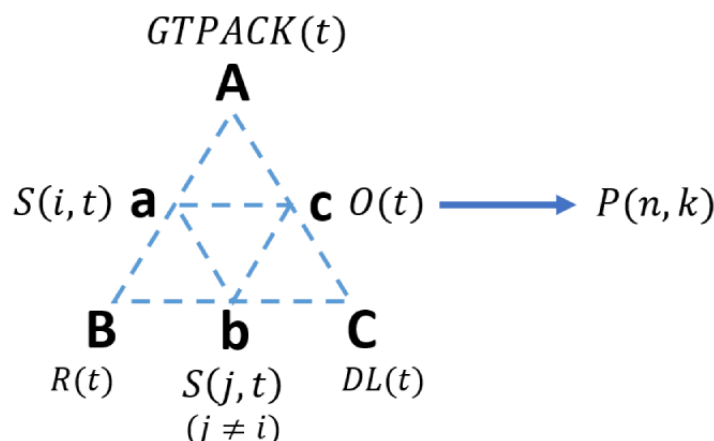 GTPACK(t)
A
S(i,t) a c O(t) P(n,k)
B b C
R(t) S(j,t) DL(t)
(j ≠ i)